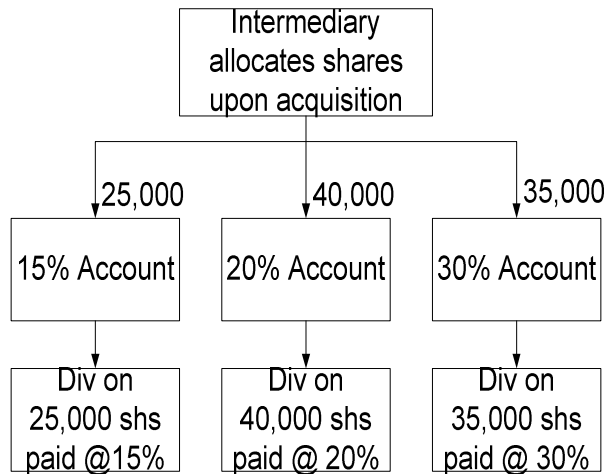 Intermediary
allocates shares
upon acquisition
25,000
40,000
35,000
15% Account
20% Account
30% Account
Div on
25,000 shs
paid @15%
Div on
40,000 shs
paid @ 20%
Div on
35,000 shs
paid @ 30%